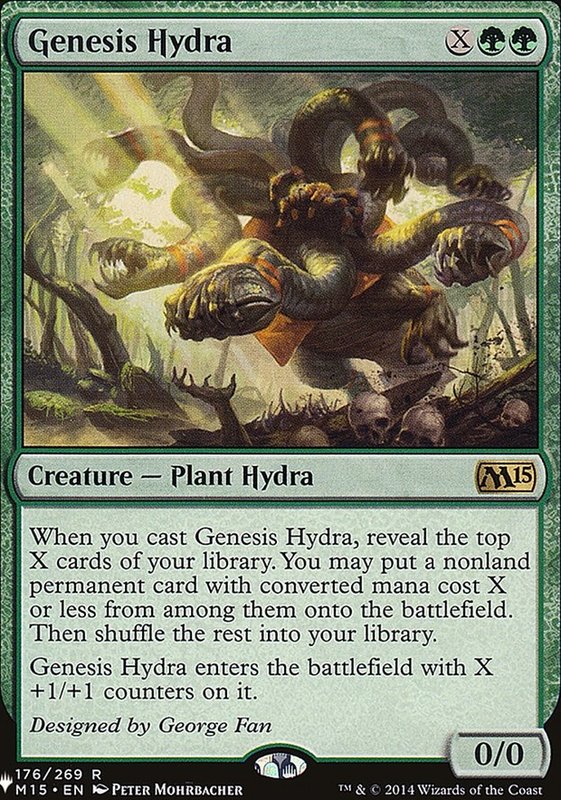 Genesis Hydra X
Creature — Plant Hydra M15
When you cast Genesis Hydra, reveal the top
X cards of your library. You may put a nonland
permanent card with converted mana cost X
or less from among them onto the battlefield.
Then shuffle the rest into your library.
Genesis Hydra enters the battlefield with X
+1/+1 counters on it.
Designed by George Fan
0/0
176/269 R
M15 • EN Peter Mohrbacher ™ & © 2014 Wizards of the Coast